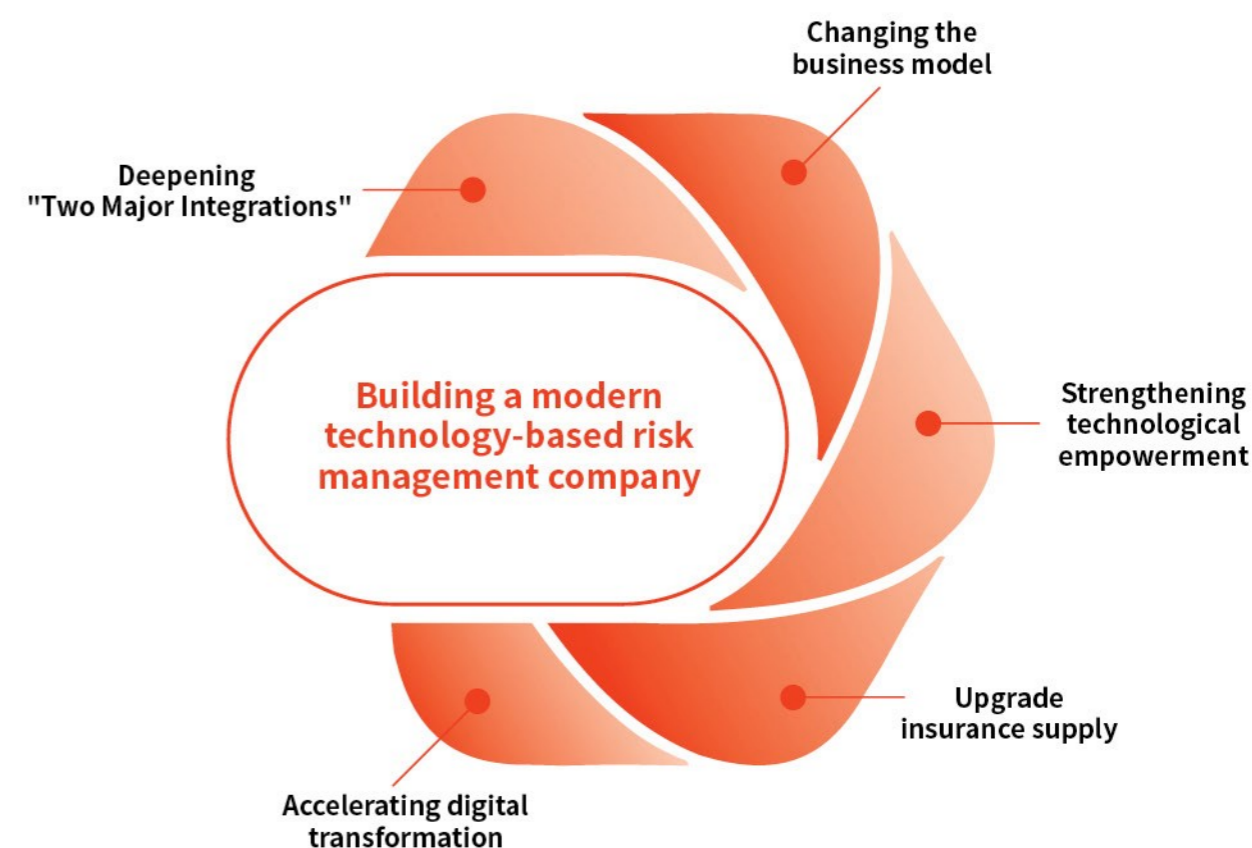 Changing the
business model
Deepening
"Two Major Integrations"
Building a modern
technology-based risk
management company
Strengthening
technological
empowerment
Upgrade
insurance supply
Accelerating digital
transformation